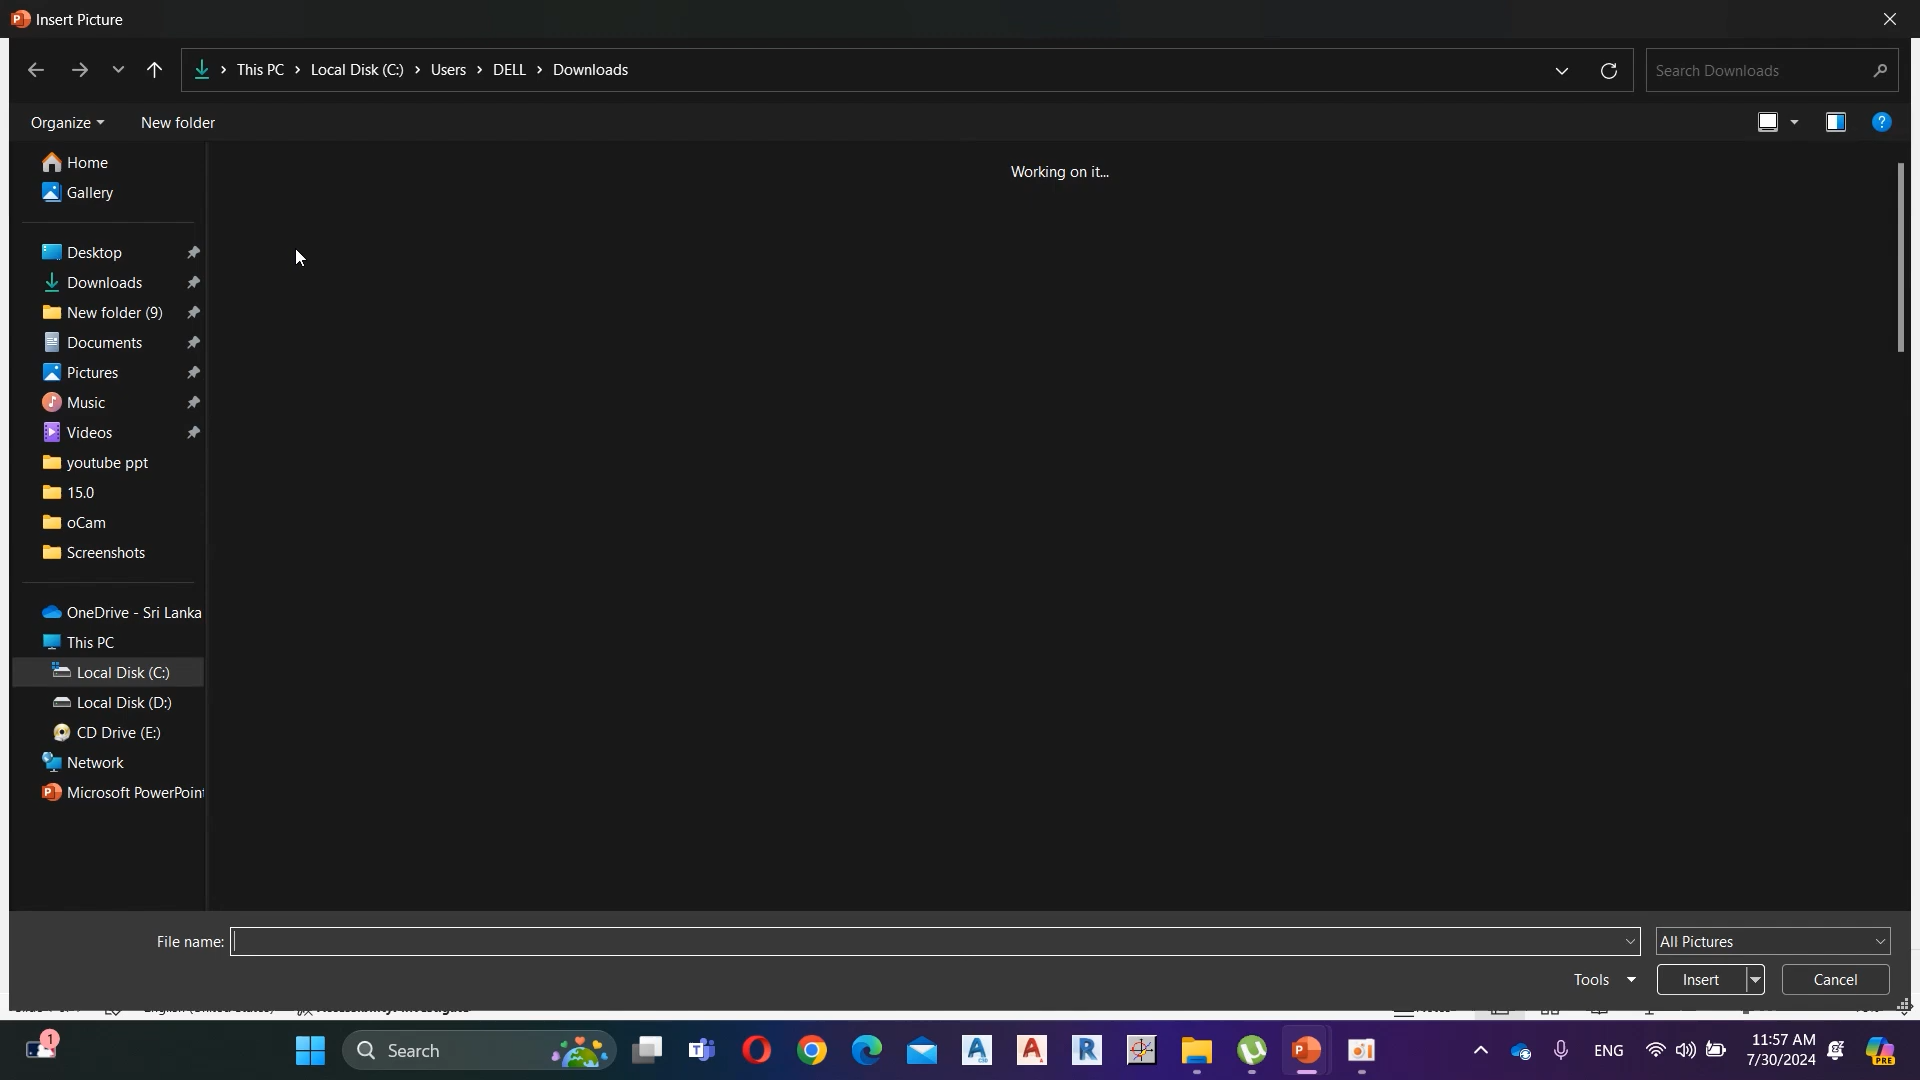 Insert Picture
This PC > Local Disk (C:) > Users > DELL > Downloads
Search Downloads
Organize
New folder
Home
Gallery
Working on it...
Desktop
Downloads
New folder (9)
Documents
Pictures
Music
Videos
youtube ppt
15.0
oCam
Screenshots
OneDrive - Sri Lanka
This PC
Local Disk (C:)
Local Disk (D:)
CD Drive (E:)
Network
Microsoft PowerPoint
File name:
All Pictures
Tools
Insert
Cancel
1
Search
ENG
11:57 AM
7/30/2024
PRE